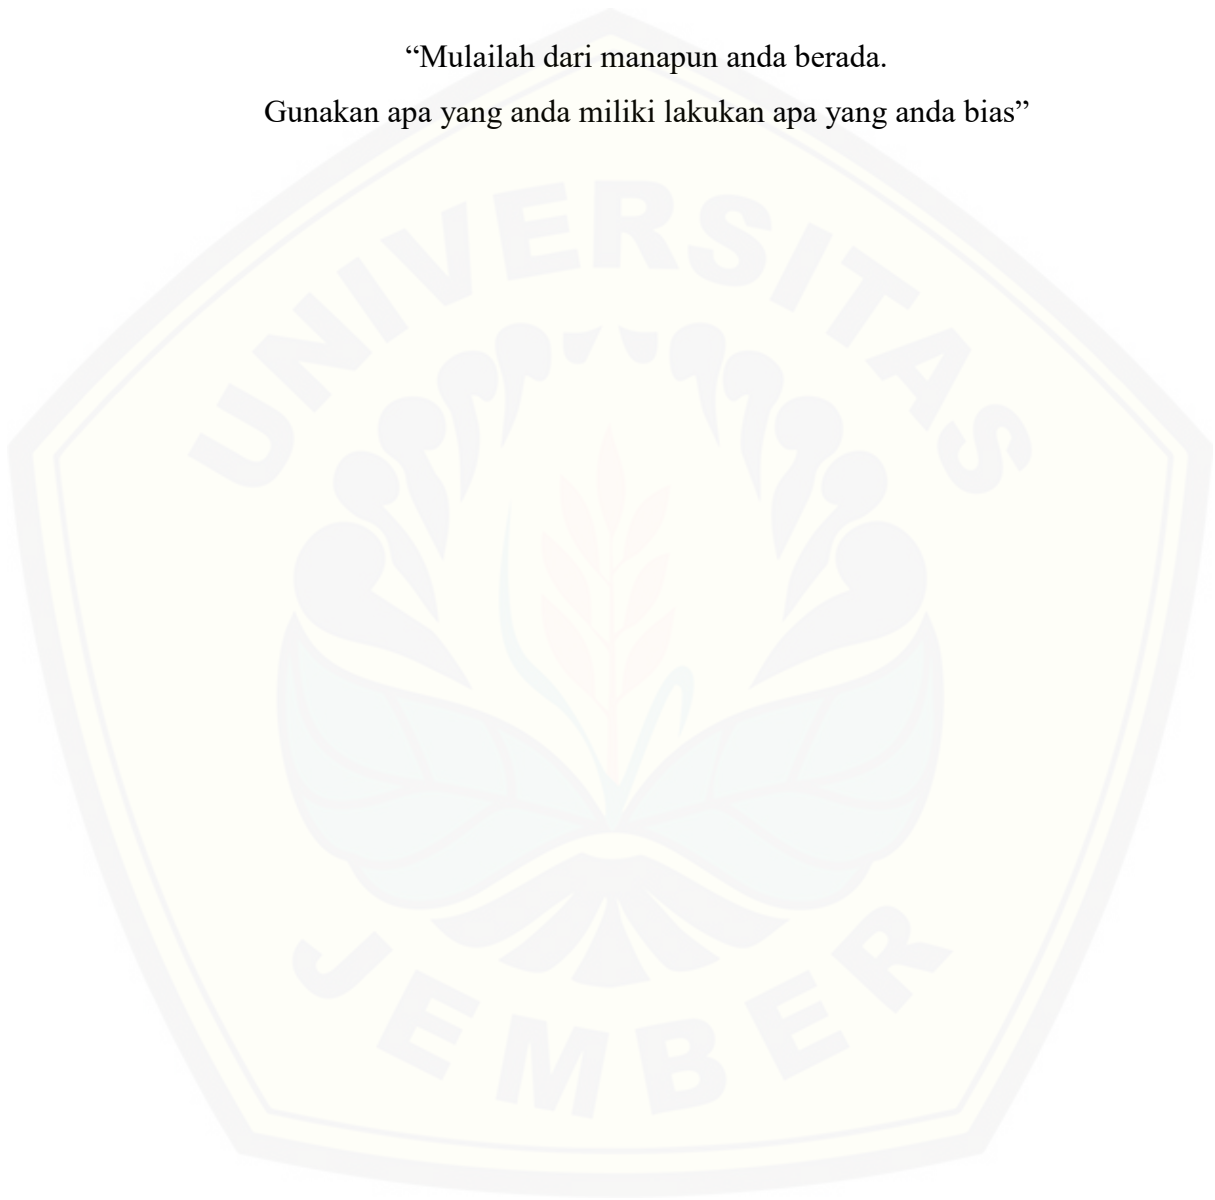 “Mulailah dari manapun anda berada.
Gunakan apa yang anda miliki lakukan apa yang anda bias”
UNIVERSITAS
JEMBER